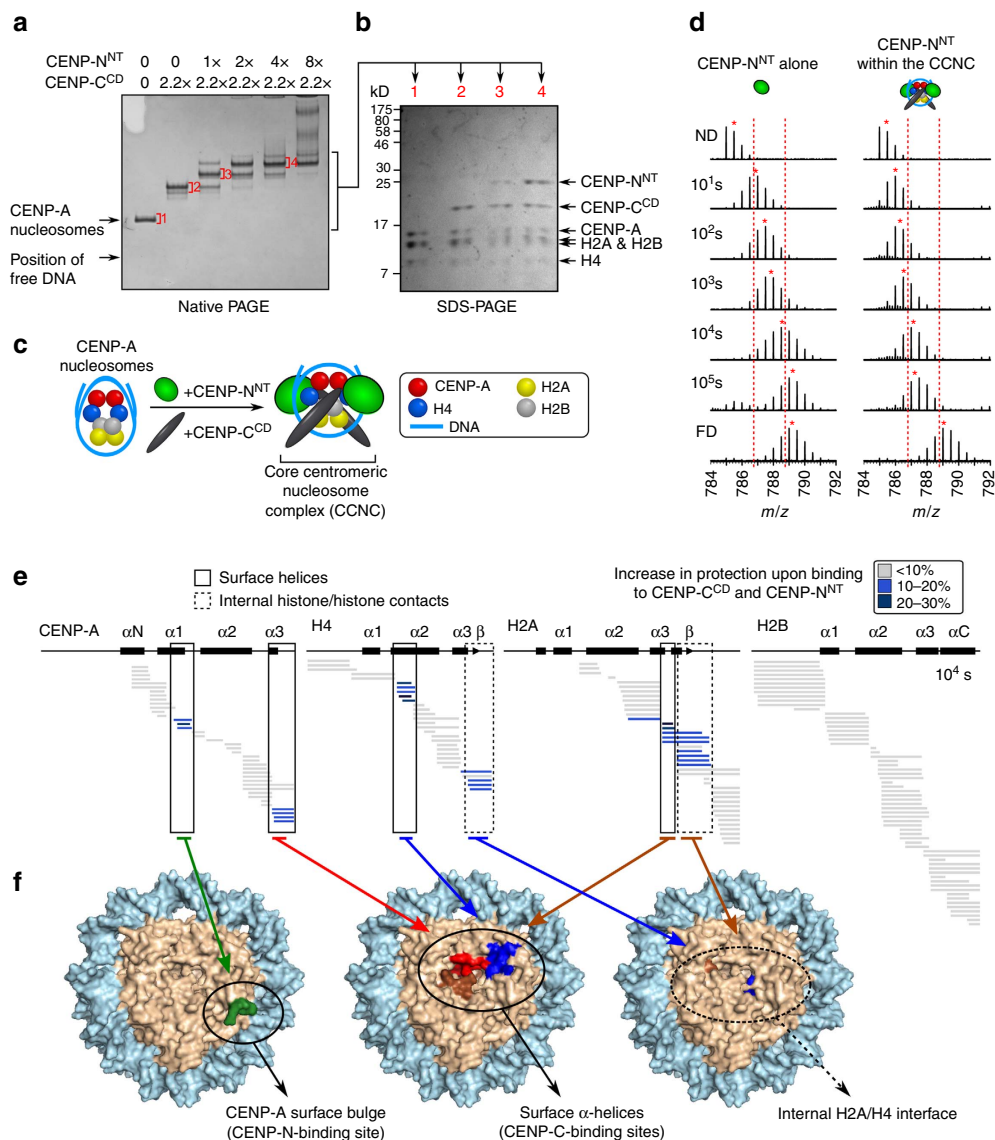 a
CENP-N^NT 0 0 1× 2× 4× 8×
CENP-C^CD 0 2.2× 2.2× 2.2× 2.2× 2.2×
1
2
3
4
CENP-A
nucleosomes
Position of
free DNA
Native PAGE
b
kD
1 2 3 4
175
80
58
46
30
25
17
7
CENP-N^NT
CENP-C^CD
CENP-A
H2A & H2B
H4
SDS-PAGE
c
CENP-A
nucleosomes
+CENP-N^NT
+CENP-C^CD
Core centromeric
nucleosome
complex (CCNC)
CENP-A H2A
H4 H2B
DNA
d
CENP-N^NT alone
CENP-N^NT
within the CCNC
ND
10^1s
10^2s
10^3s
10^4s
10^5s
FD
784 786 788 790 792
m/z
784 786 788 790 792
m/z
e
Surface helices
Internal histone/histone contacts
Increase in protection upon binding
to CENP-C^CD and CENP-N^NT
<10%
10–20%
20–30%
CENP-A αN α1 α2 α3
H4 α1 α2 α3 β
H2A α1 α2 α3 β
H2B α1 α2 α3 αC
10^4 s
f
CENP-A surface bulge
(CENP-N-binding site)
Surface α-helices
(CENP-C-binding sites)
Internal H2A/H4 interface